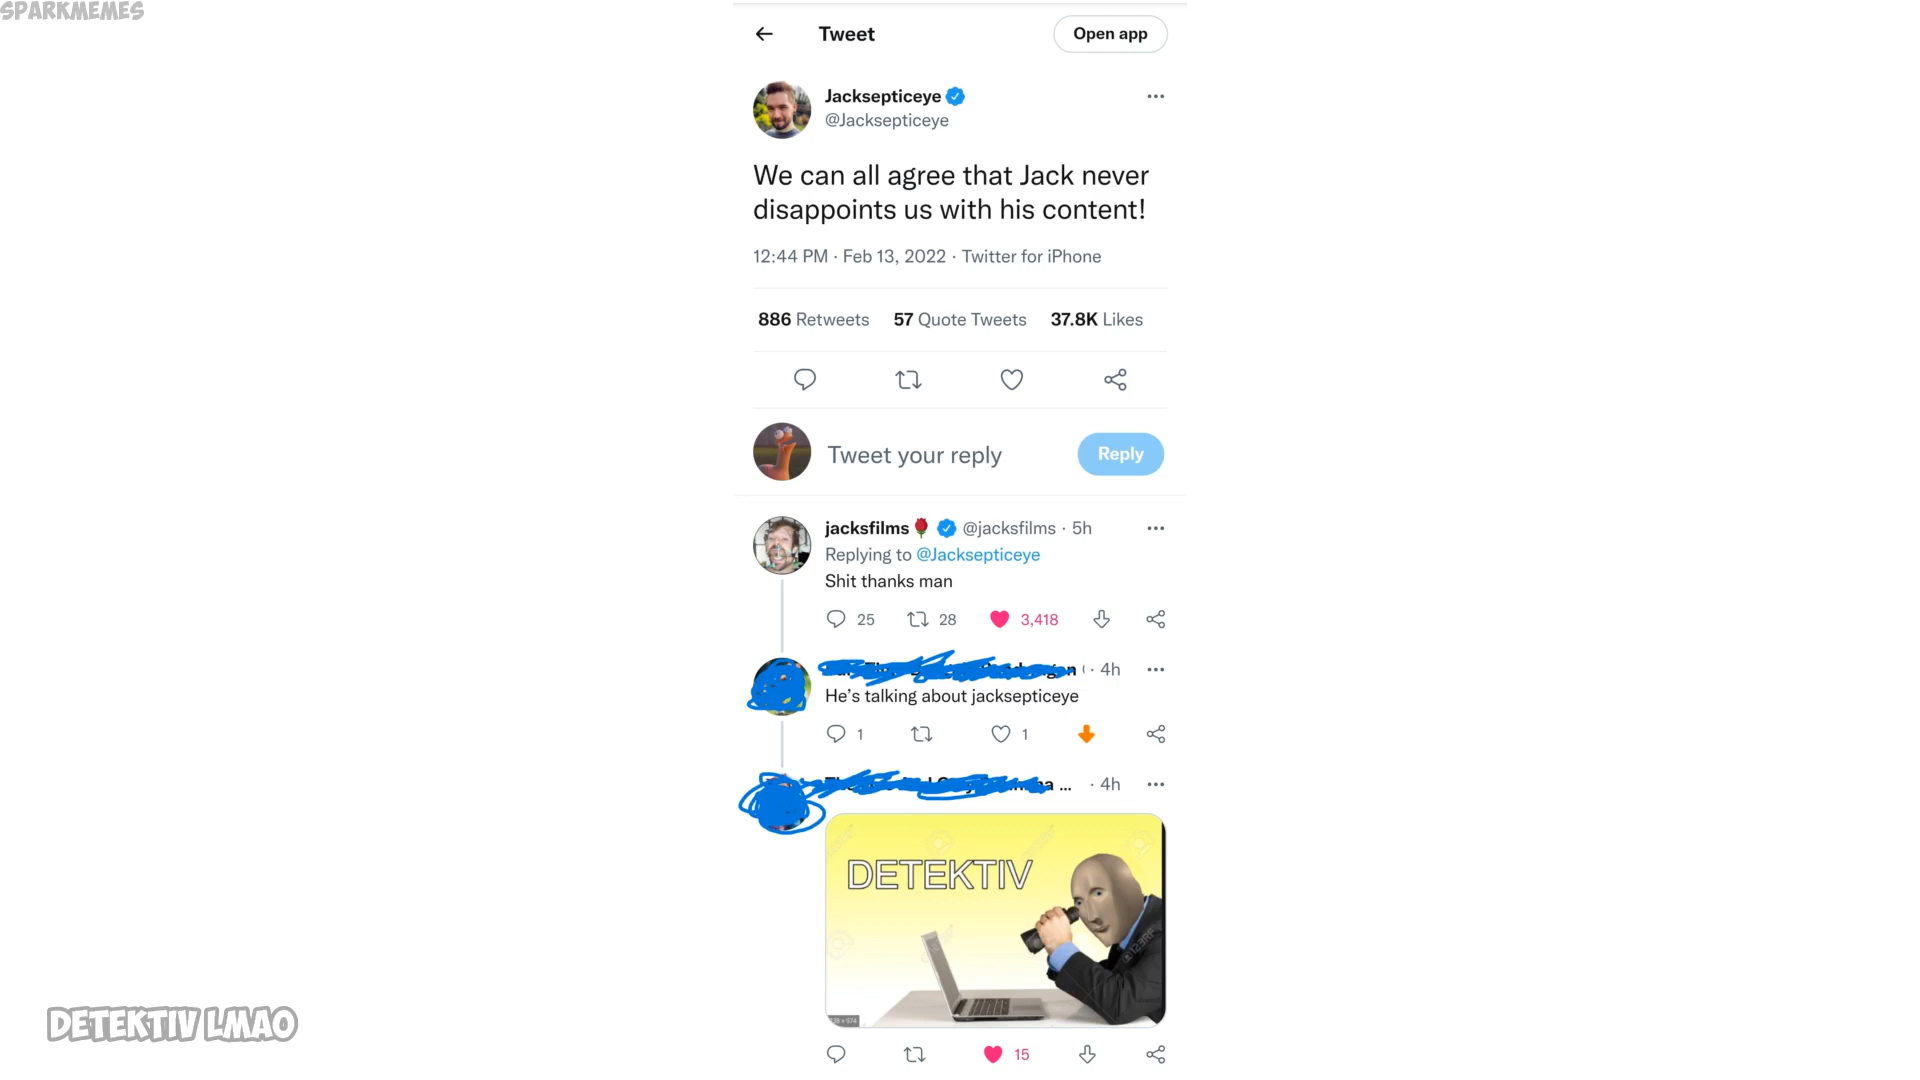 SPARKMEMES
Tweet
Open app
Jacksepticeye
@Jacksepticeye
We can all agree that Jack never
disappoints us with his content!
12:44 PM · Feb 13, 2022 · Twitter for iPhone
886 Retweets 57 Quote Tweets 37.8K Likes
Tweet your reply
Reply
jacksfilms🌹 @jacksfilms · 5h
Replying to @Jacksepticeye
Shit thanks man
25 28 3,418
· 4h
He's talking about jacksepticeye
1 1
... · 4h
DETEKTIV
123RF
DETEKTIV LMAO
15